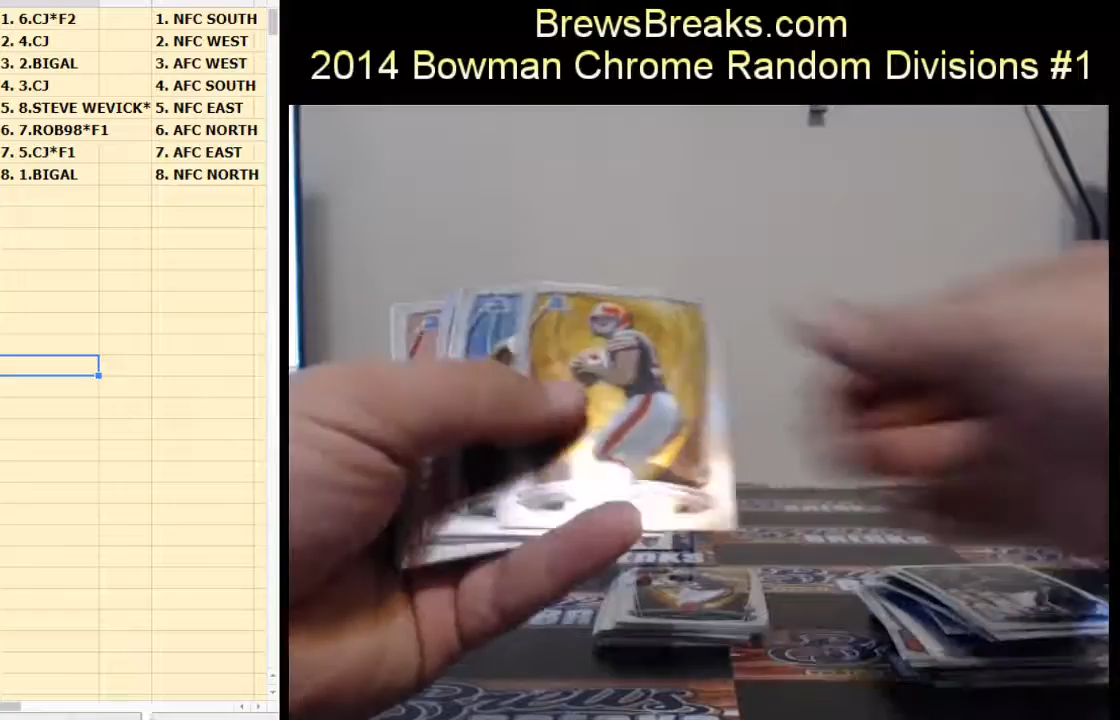 BrewsBreaks.com
2014 Bowman Chrome Random Divisions #1
1. 6.CJ*F2 1. NFC SOUTH
2. 4.CJ 2. NFC WEST
3. 2.BIGAL 3. AFC WEST
4. 3.CJ 4. AFC SOUTH
5. 8.STEVE WEVICK* 5. NFC EAST
6. 7.ROB98*F1 6. AFC NORTH
7. 5.CJ*F1 7. AFC EAST
8. 1.BIGAL 8. NFC NORTH